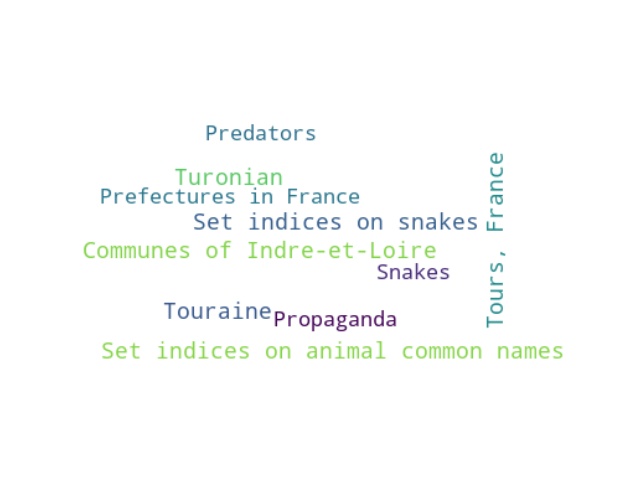 Predators
Turonian
Prefectures in France
Set indices on snakes
Communes of Indre-et-Loire
Snakes
Touraine
Propaganda
Set indices on animal common names
Tours, France